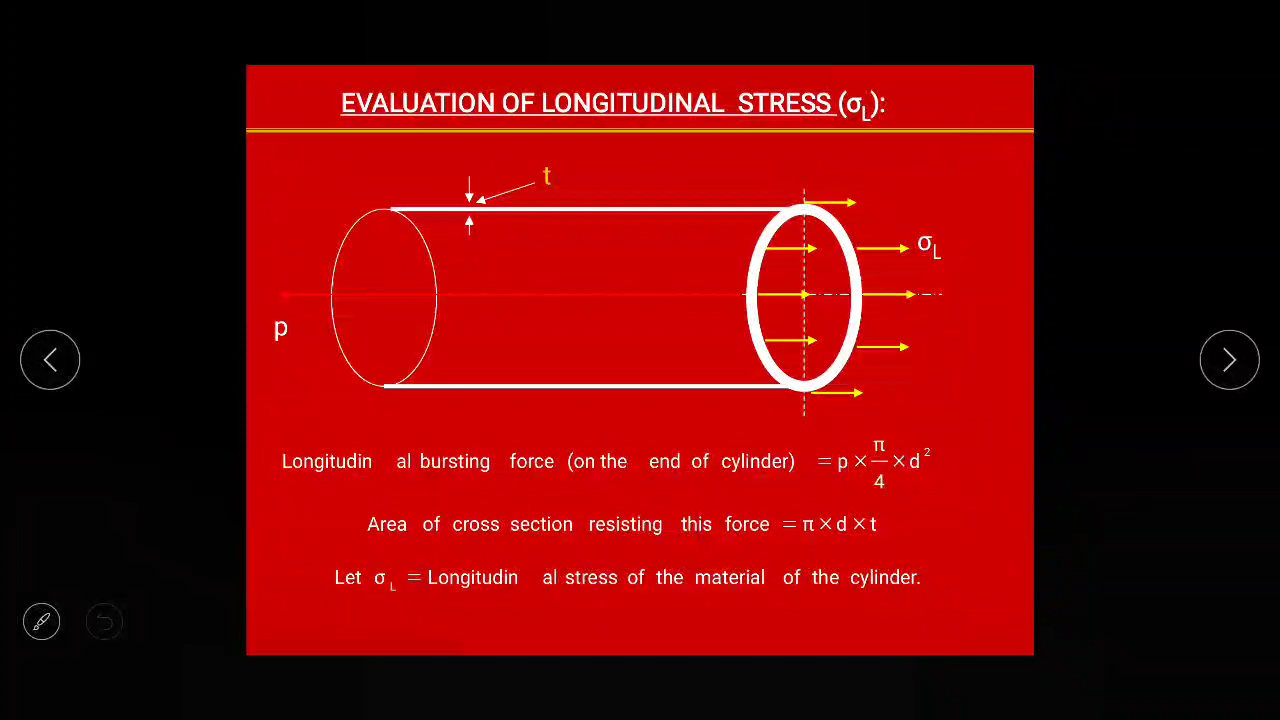 EVALUATION OF LONGITUDINAL STRESS (σL):
t
σL
p
Longitudin al bursting force (on the end of cylinder) = p × π/4 × d²
Area of cross section resisting this force = π × d × t
Let σL = Longitudin al stress of the material of the cylinder.